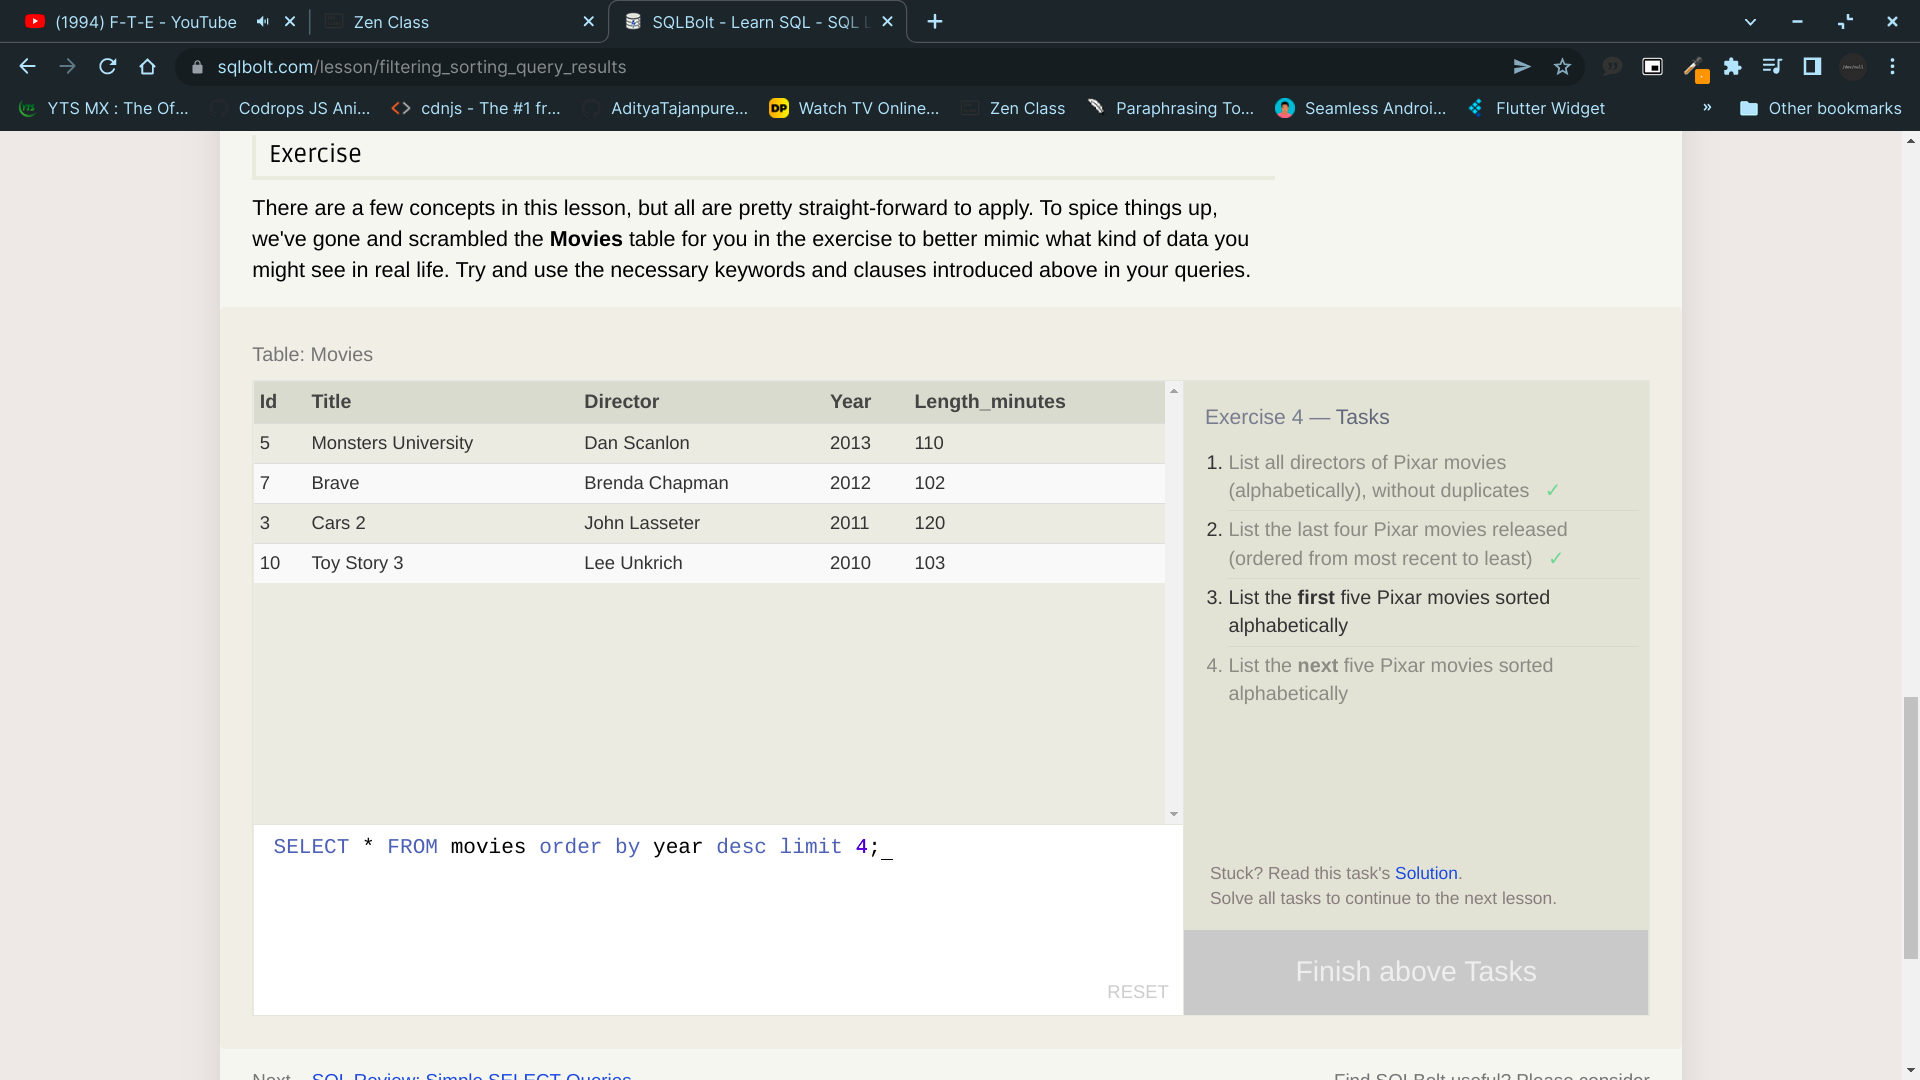 (1994) F-T-E - YouTube
Zen Class
SQLBolt - Learn SQL - SQL L
sqlbolt.com/lesson/filtering_sorting_query_results
YTS MX : The Of...
Codrops JS Ani...
cdnjs - The #1 fr...
AdityaTajanpure...
DP
Watch TV Online...
Zen Class
Paraphrasing To...
Seamless Androi...
Flutter Widget
»
Other bookmarks
Exercise
There are a few concepts in this lesson, but all are pretty straight-forward to apply. To spice things up,
we've gone and scrambled the Movies table for you in the exercise to better mimic what kind of data you
might see in real life. Try and use the necessary keywords and clauses introduced above in your queries.
Table: Movies
Id Title Director Year Length_minutes
5 Monsters University Dan Scanlon 2013 110
7 Brave Brenda Chapman 2012 102
3 Cars 2 John Lasseter 2011 120
10 Toy Story 3 Lee Unkrich 2010 103
SELECT * FROM movies order by year desc limit 4;_
RESET
Exercise 4 — Tasks
1. List all directors of Pixar movies
(alphabetically), without duplicates ✓
2. List the last four Pixar movies released
(ordered from most recent to least) ✓
3. List the first five Pixar movies sorted
alphabetically
4. List the next five Pixar movies sorted
alphabetically
Stuck? Read this task's Solution.
Solve all tasks to continue to the next lesson.
Finish above Tasks
Next – SQL Review: Simple SELECT Queries
Find SQLBolt useful? Please consider